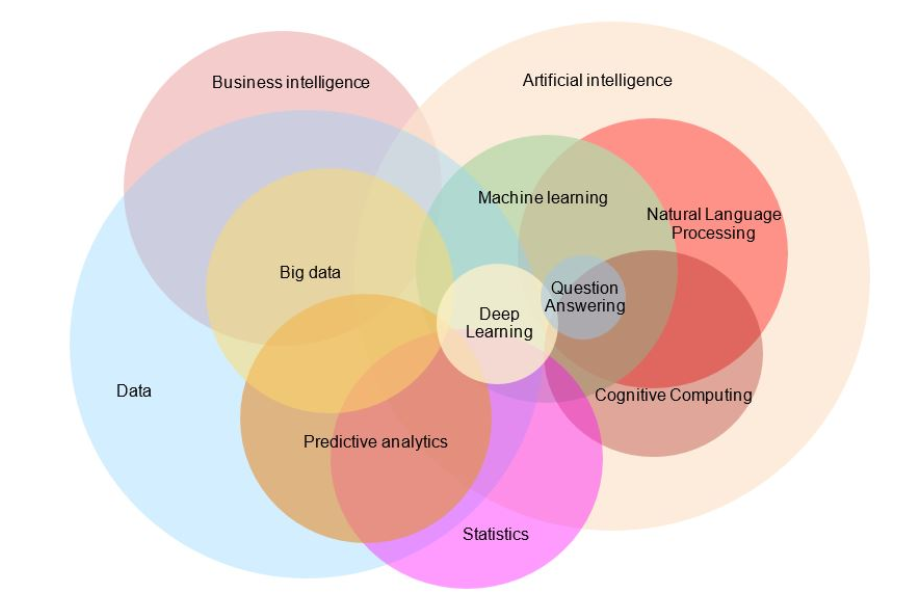 Business intelligence
Artificial intelligence
Machine learning
Natural Language
Processing
Big data
Question
Answering
Deep
Learning
Data
Cognitive Computing
Predictive analytics
Statistics